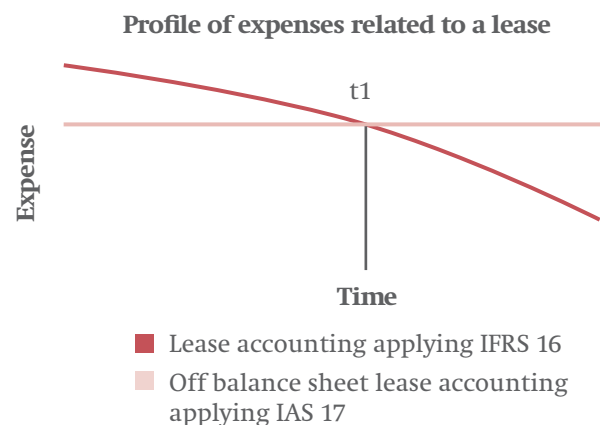 Profile of expenses related to a lease
t1
Expense
Time
Lease accounting applying IFRS 16
Off balance sheet lease accounting
applying IAS 17